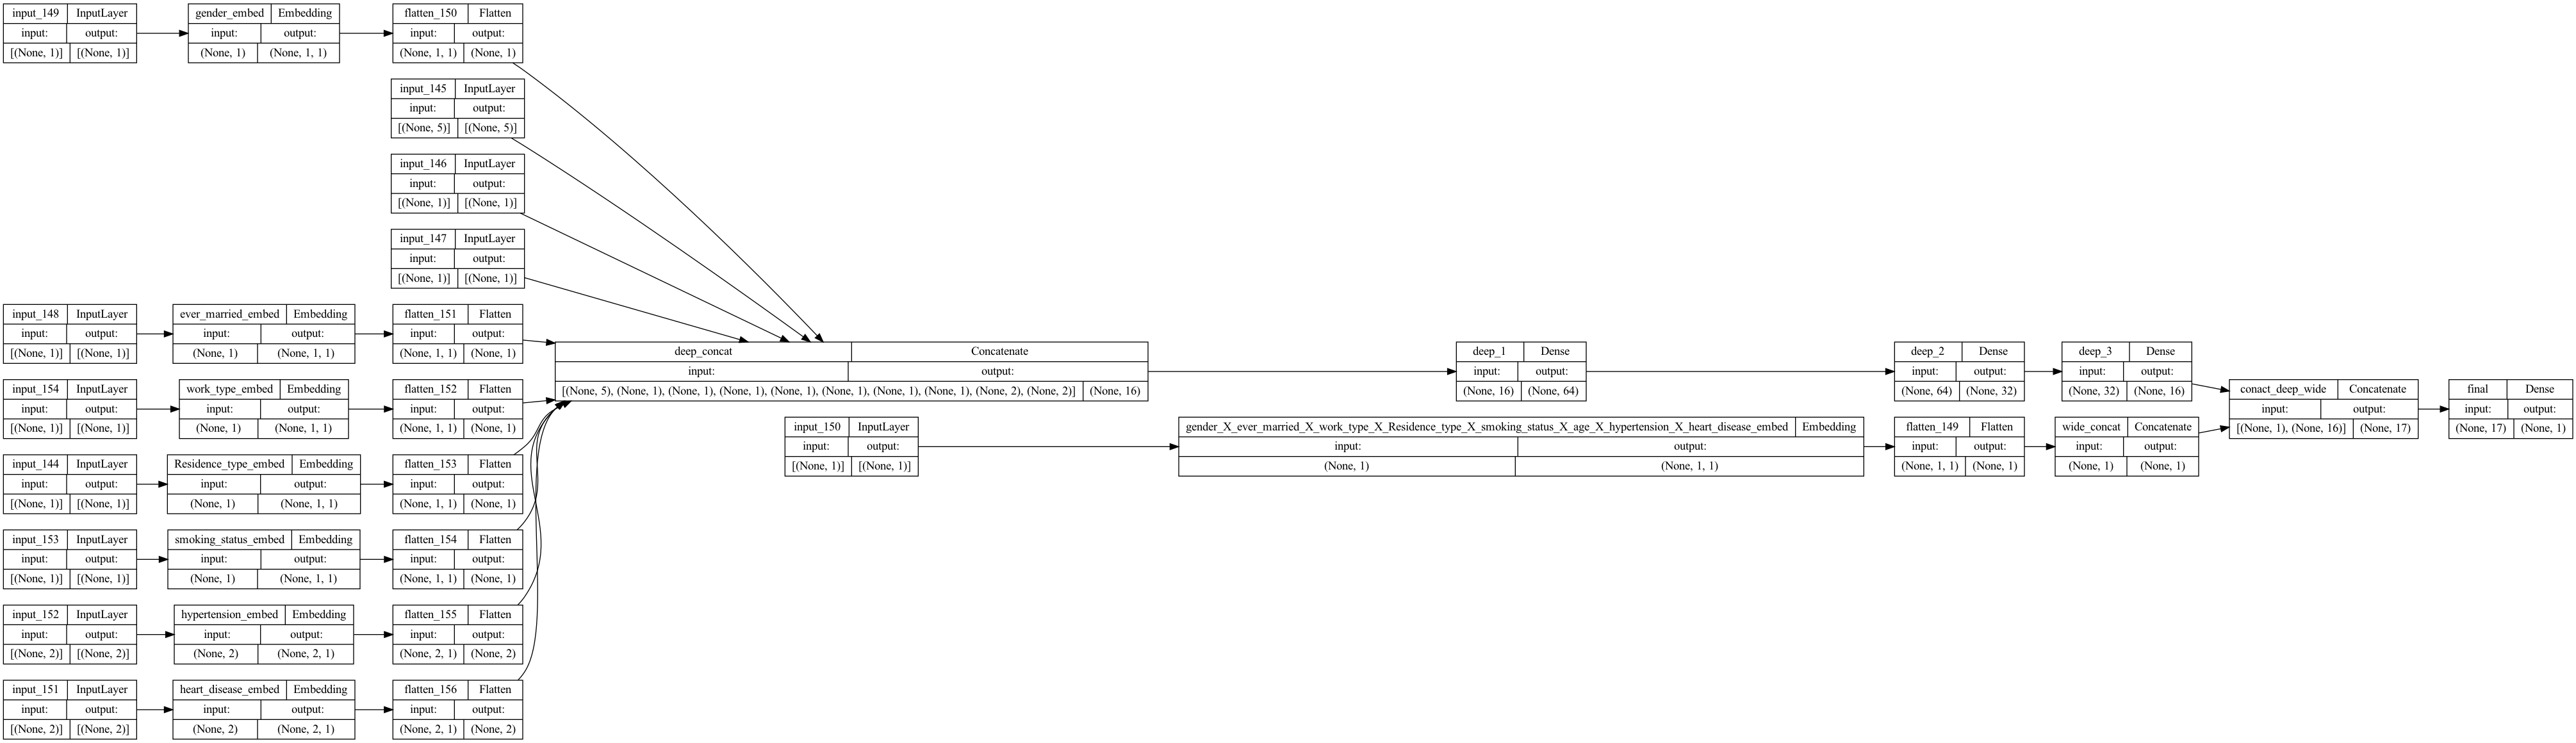 input_149 InputLayer
input: output:
[(None, 1)] [(None, 1)]
gender_embed Embedding
input: output:
(None, 1) (None, 1, 1)
flatten_150 Flatten
input: output:
(None, 1, 1) (None, 1)
input_145 InputLayer
input: output:
[(None, 5)] [(None, 5)]
input_146 InputLayer
input: output:
[(None, 1)] [(None, 1)]
input_147 InputLayer
input: output:
[(None, 1)] [(None, 1)]
input_148 InputLayer
input: output:
[(None, 1)] [(None, 1)]
ever_married_embed Embedding
input: output:
(None, 1) (None, 1, 1)
flatten_151 Flatten
input: output:
(None, 1, 1) (None, 1)
input_154 InputLayer
input: output:
[(None, 1)] [(None, 1)]
work_type_embed Embedding
input: output:
(None, 1) (None, 1, 1)
flatten_152 Flatten
input: output:
(None, 1, 1) (None, 1)
input_144 InputLayer
input: output:
[(None, 1)] [(None, 1)]
Residence_type_embed Embedding
input: output:
(None, 1) (None, 1, 1)
flatten_153 Flatten
input: output:
(None, 1, 1) (None, 1)
input_153 InputLayer
input: output:
[(None, 1)] [(None, 1)]
smoking_status_embed Embedding
input: output:
(None, 1) (None, 1, 1)
flatten_154 Flatten
input: output:
(None, 1, 1) (None, 1)
input_152 InputLayer
input: output:
[(None, 2)] [(None, 2)]
hypertension_embed Embedding
input: output:
(None, 2) (None, 2, 1)
flatten_155 Flatten
input: output:
(None, 2, 1) (None, 2)
input_151 InputLayer
input: output:
[(None, 2)] [(None, 2)]
heart_disease_embed Embedding
input: output:
(None, 2) (None, 2, 1)
flatten_156 Flatten
input: output:
(None, 2, 1) (None, 2)
deep_concat Concatenate
input: output:
[(None, 5), (None, 1), (None, 1), (None, 1), (None, 1), (None, 1), (None, 1), (None, 1), (None, 2), (None, 2)] (None, 16)
deep_1 Dense
input: output:
(None, 16) (None, 64)
deep_2 Dense
input: output:
(None, 64) (None, 32)
deep_3 Dense
input: output:
(None, 32) (None, 16)
input_150 InputLayer
input: output:
[(None, 1)] [(None, 1)]
gender_X_ever_married_X_work_type_X_Residence_type_X_smoking_status_X_age_X_hypertension_X_heart_disease_embed Embedding
input: output:
(None, 1) (None, 1, 1)
flatten_149 Flatten
input: output:
(None, 1, 1) (None, 1)
wide_concat Concatenate
input: output:
(None, 1) (None, 1)
conact_deep_wide Concatenate
input: output:
[(None, 1), (None, 16)] (None, 17)
final Dense
input: output:
(None, 17) (None, 1)